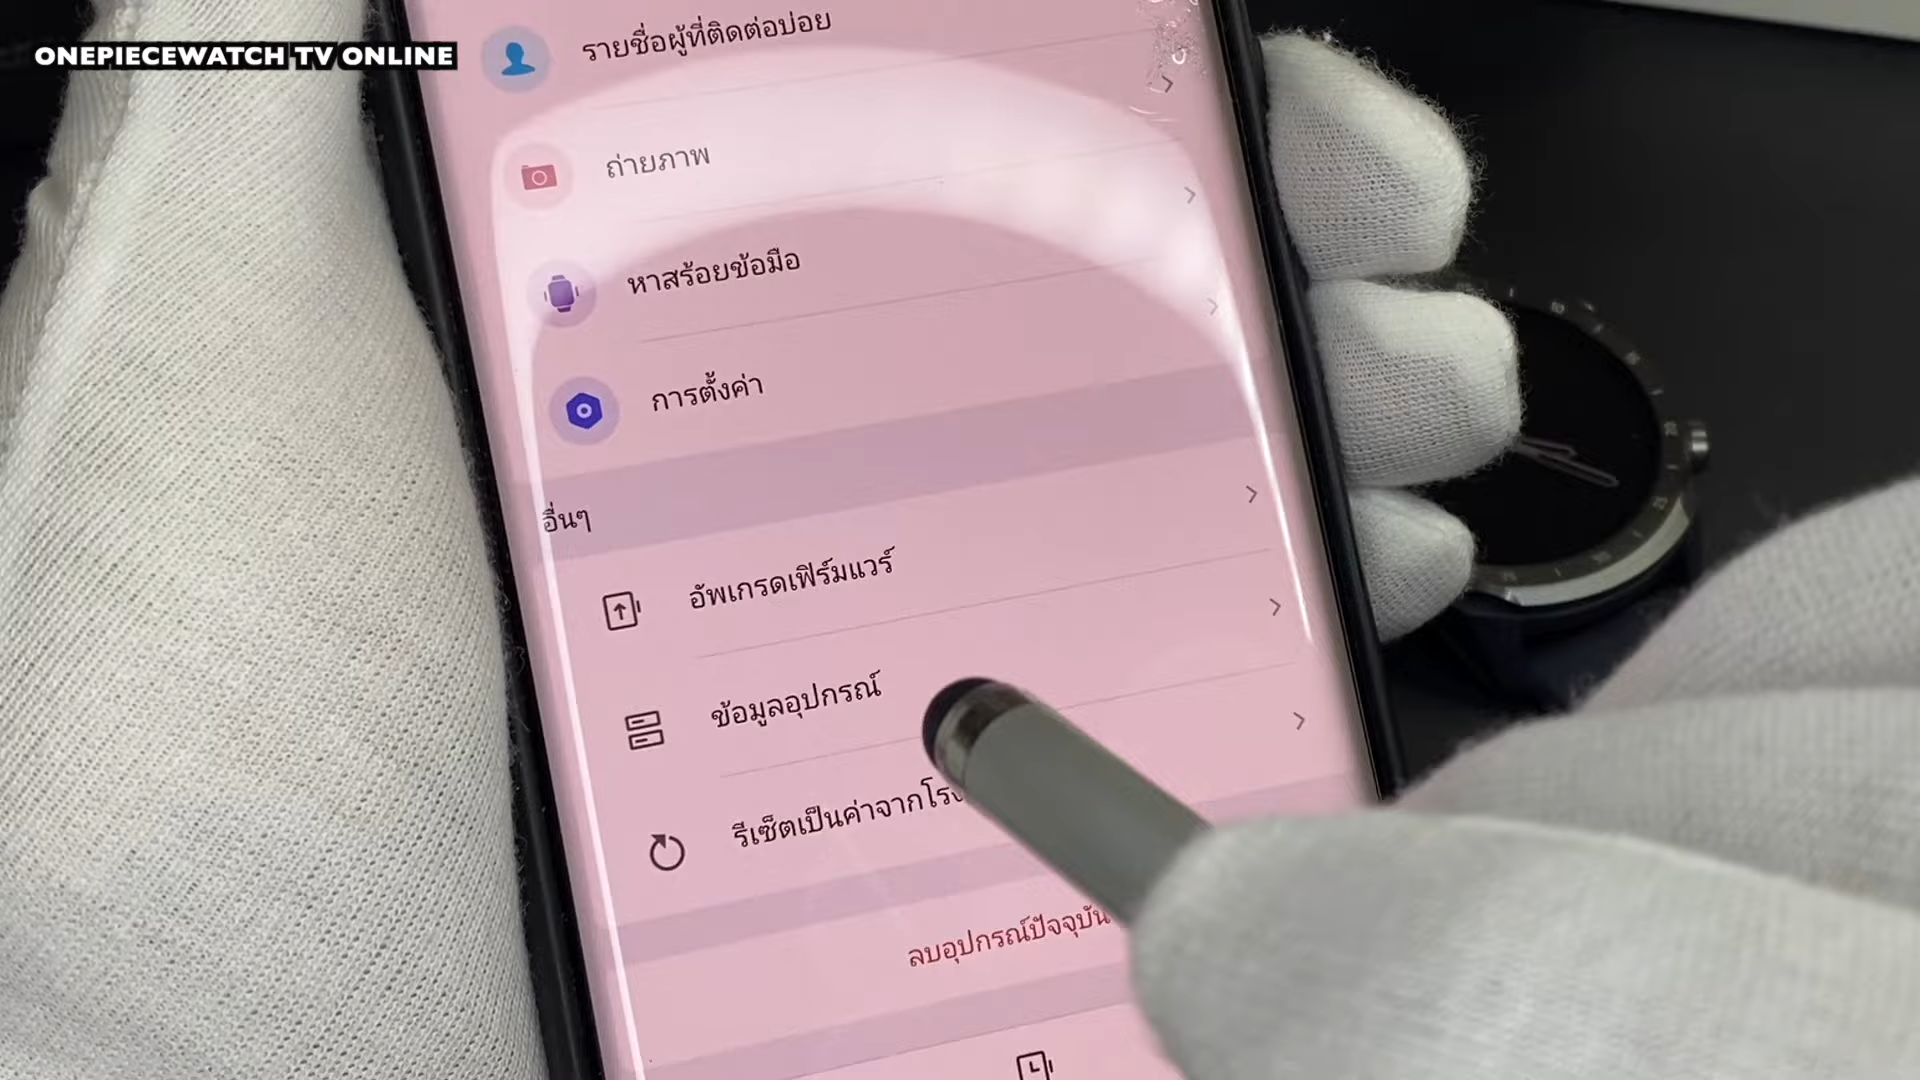 ONEPIECEWATCH TV ONLINE
รายชื่อผู้ที่ติดต่อบ่อย
ถ่ายภาพ
หาสร้อยข้อมือ
การตั้งค่า
อื่นๆ
อัพเกรดเฟิร์มแวร์
ข้อมูลอุปกรณ์
รีเซ็ตเป็นค่าจากโรง
ลบอุปกรณ์ปัจจุบัน